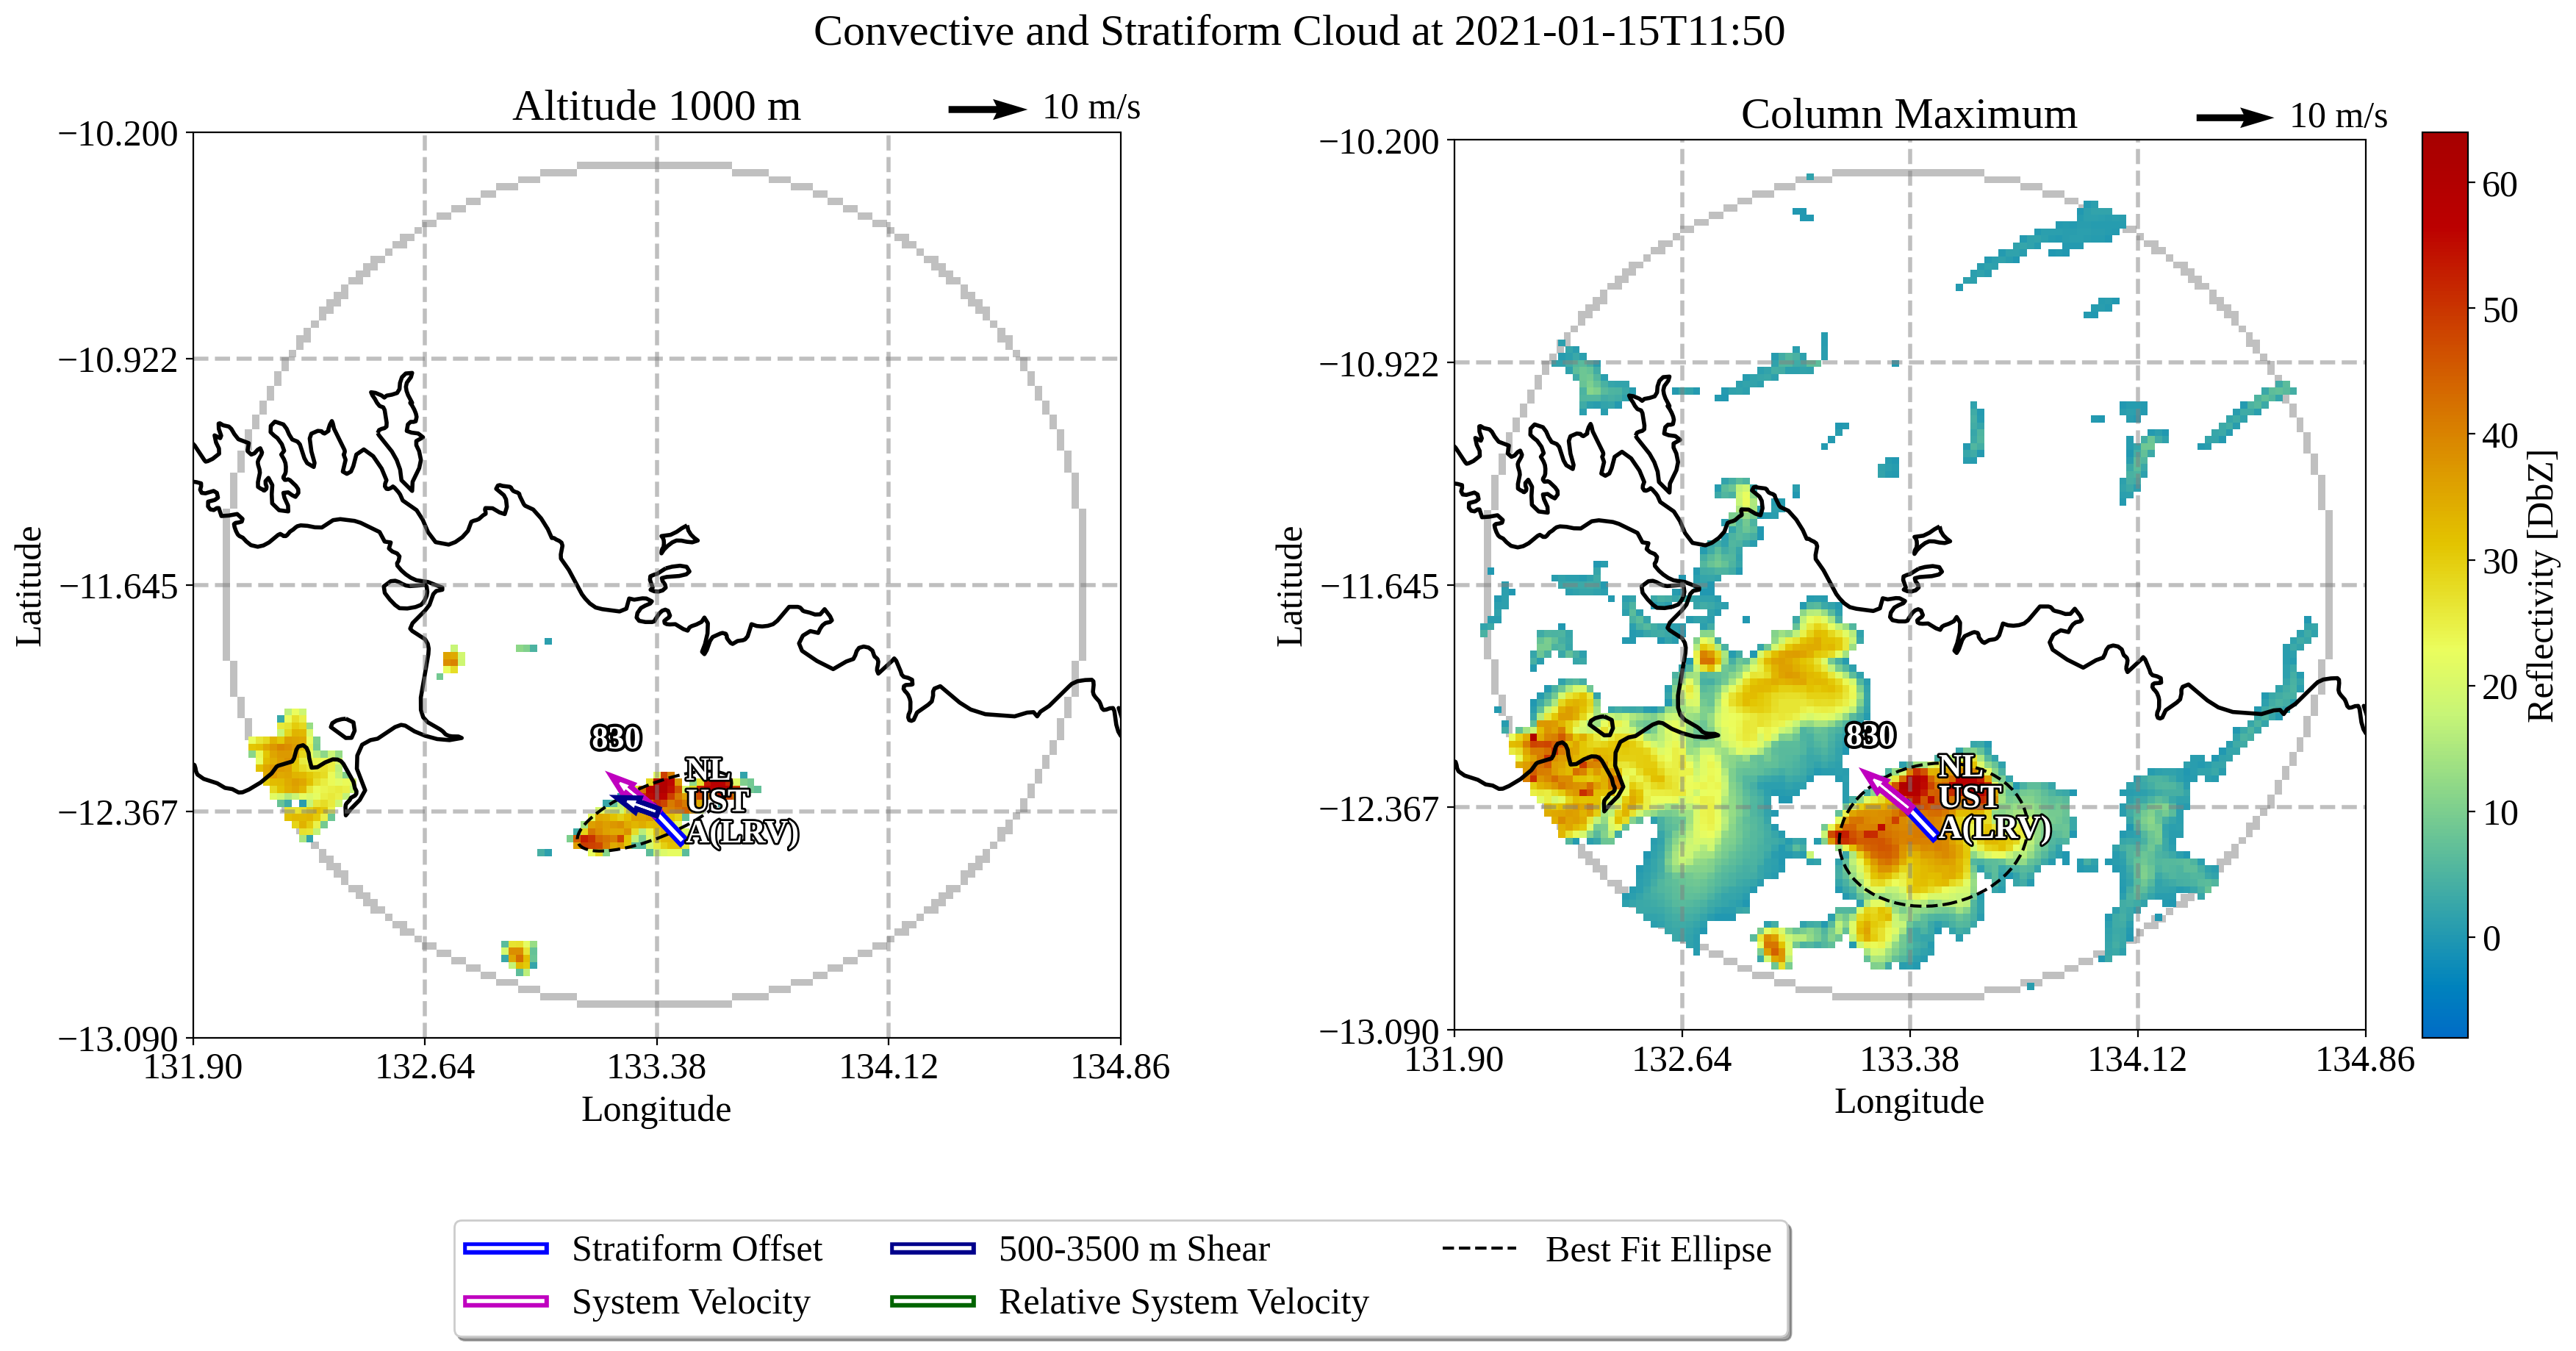 Convective and Stratiform Cloud at 2021-01-15T11:50
Altitude 1000 m
10 m/s
−10.200
−10.922
−11.645
−12.367
−13.090
Latitude
131.90
132.64
133.38
134.12
134.86
Longitude
830
NL
UST
A(LRV)
Column Maximum
10 m/s
−10.200
−10.922
−11.645
−12.367
−13.090
Latitude
131.90
132.64
133.38
134.12
134.86
Longitude
830
NL
UST
A(LRV)
60
50
40
30
20
10
0
Reflectivity [DbZ]
Stratiform Offset
System Velocity
500-3500 m Shear
Relative System Velocity
Best Fit Ellipse